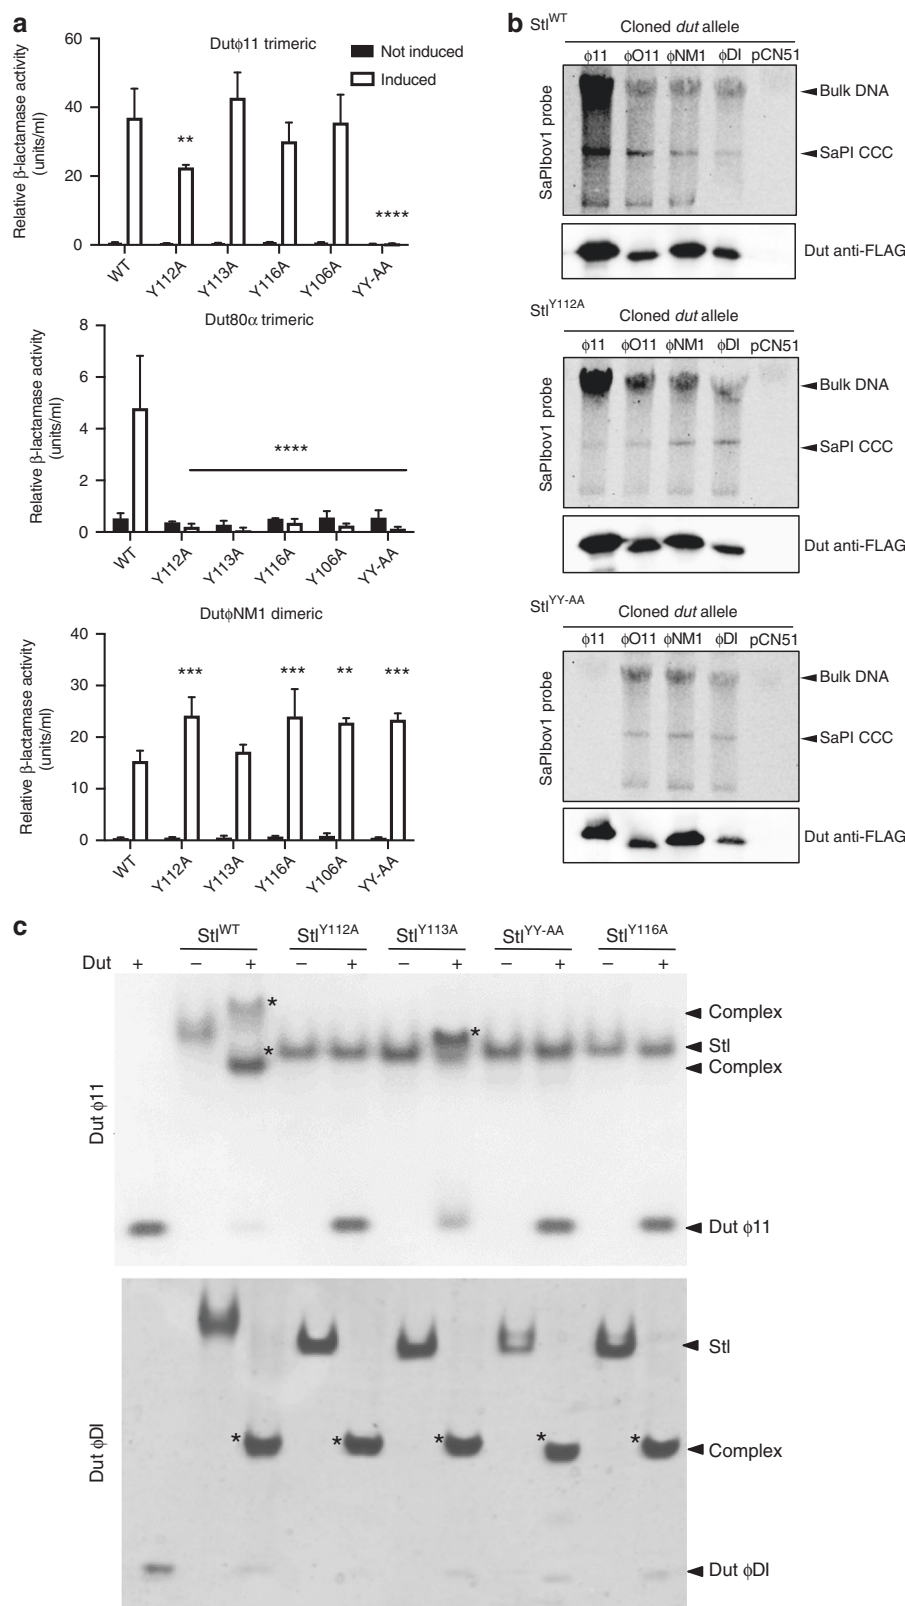 a
Dutϕ11 trimeric
Not induced
Induced
Relative β-lactamase activity
(units/ml)
60
40
20
0
**
****
WT
Y112A
Y113A
Y116A
Y106A
YY-AA
Dut80α trimeric
Relative β-lactamase activity
(units/ml)
8
6
4
2
0
****
WT
Y112A
Y113A
Y116A
Y106A
YY-AA
DutϕNM1 dimeric
Relative β-lactamase activity
(units/ml)
40
30
20
10
0
***
***
**
***
WT
Y112A
Y113A
Y116A
Y106A
YY-AA
b
Stl^WT
Cloned dut allele
ϕ11 ϕO11 ϕNM1 ϕDI pCN51
SaPIbov1 probe
Bulk DNA
SaPI CCC
Dut anti-FLAG
Stl^Y112A
Cloned dut allele
ϕ11 ϕO11 ϕNM1 ϕDI pCN51
SaPIbov1 probe
Bulk DNA
SaPI CCC
Dut anti-FLAG
Stl^YY-AA
Cloned dut allele
ϕ11 ϕO11 ϕNM1 ϕDI pCN51
SaPIbov1 probe
Bulk DNA
SaPI CCC
Dut anti-FLAG
c
Stl^WT Stl^Y112A Stl^Y113A Stl^YY-AA Stl^Y116A
Dut + − + − + − + − + − +
Dut ϕ11
*
*
*
Complex
Stl
Complex
Dut ϕ11
Dut ϕDI
Stl
* * * * *
Complex
Dut ϕDI